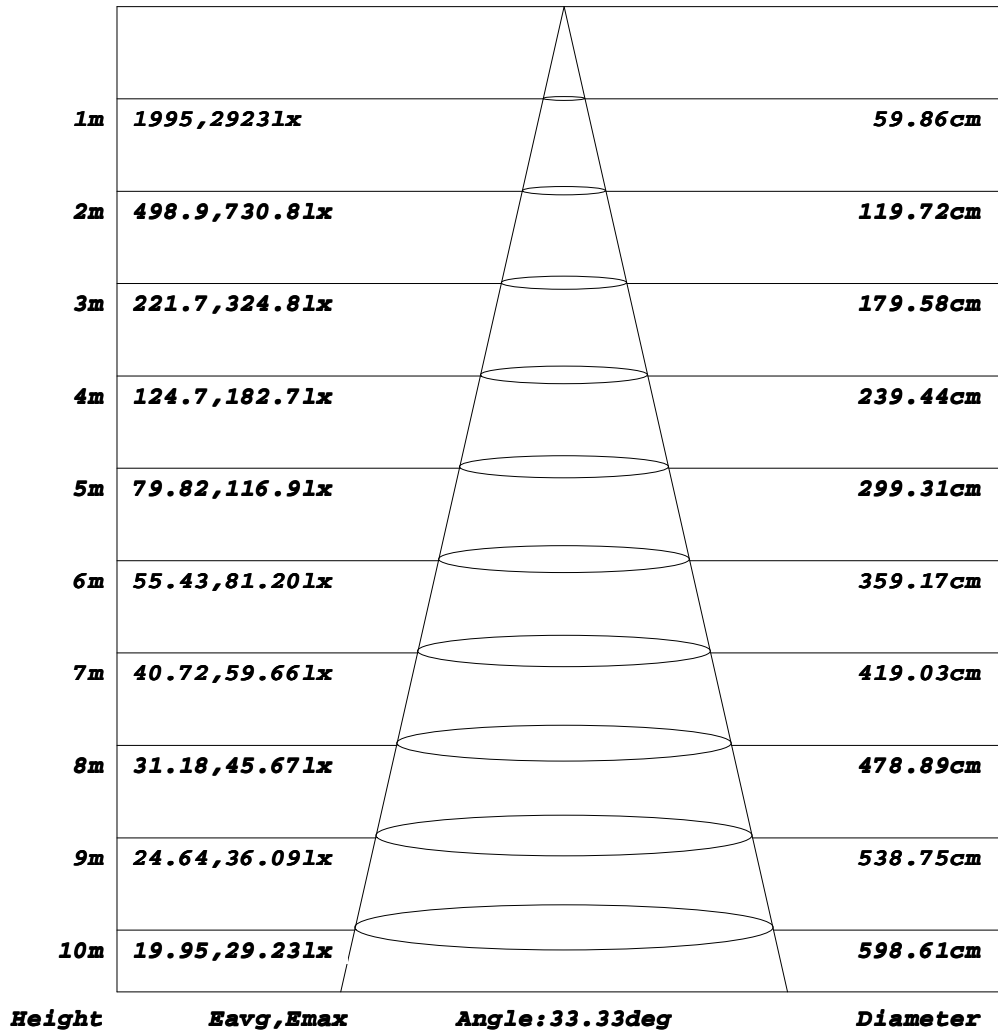 1m 1995,2923lx 59.86cm
2m 498.9,730.8lx 119.72cm
3m 221.7,324.8lx 179.58cm
4m 124.7,182.7lx 239.44cm
5m 79.82,116.9lx 299.31cm
6m 55.43,81.20lx 359.17cm
7m 40.72,59.66lx 419.03cm
8m 31.18,45.67lx 478.89cm
9m 24.64,36.09lx 538.75cm
10m 19.95,29.23lx 598.61cm
Height Eavg,Emax Angle:33.33deg Diameter